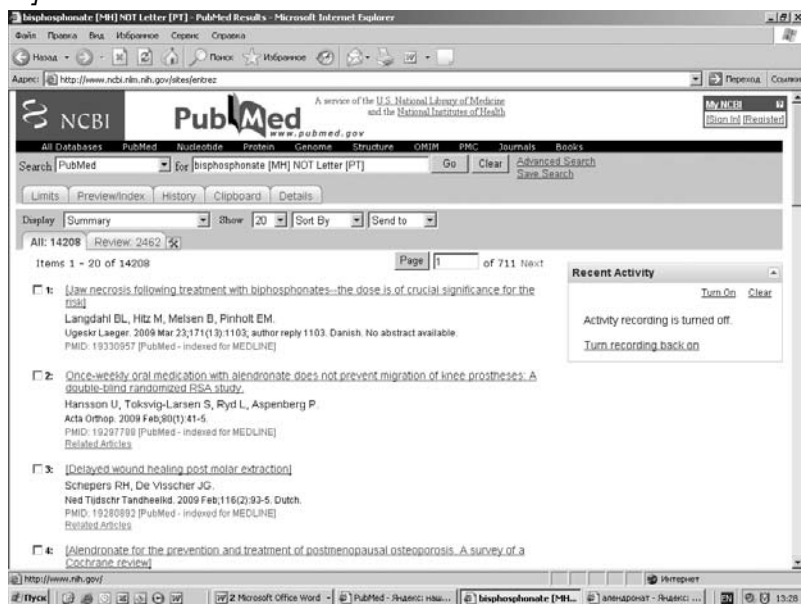 bisphosphonate [MH] NOT Letter [PT] - PubMed Results - Microsoft Internet Explorer
Файл Правка Вид Избранное Сервис Справка
Назад Поиск Избранное
Адрес: http://www.ncbi.nlm.nih.gov/sites/entrez Переход Ссылки
NCBI PubMed www.pubmed.gov
A service of the U.S. National Library of Medicine
and the National Institutes of Health
My NCBI
[Sign In] [Register]
All Databases PubMed Nucleotide Protein Genome Structure OMIM PMC Journals Books
Search PubMed for bisphosphonate [MH] NOT Letter [PT] Go Clear Advanced Search
Save Search
Limits Preview/Index History Clipboard Details
Display Summary Show 20 Sort By Send to
All: 14208 Review: 2462
Items 1 - 20 of 14208 Page 1 of 711 Next
Recent Activity
Turn On Clear
Activity recording is turned off.
Turn recording back on
1: [Jaw necrosis following treatment with biphosphonates--the dose is of crucial significance for the
risk]
Langdahl BL, Hitz M, Melsen B, Pinholt EM.
Ugeskr Laeger. 2009 Mar 23;171(13):1103; author reply 1103. Danish. No abstract available.
PMID: 19330957 [PubMed - indexed for MEDLINE]
2: Once-weekly oral medication with alendronate does not prevent migration of knee prostheses: A
double-blind randomized RSA study.
Hansson U, Toksvig-Larsen S, Ryd L, Aspenberg P.
Acta Orthop. 2009 Feb;80(1):41-5.
PMID: 19297788 [PubMed - indexed for MEDLINE]
Related Articles
3: [Delayed wound healing post molar extraction]
Schepers RH, De Visscher JG.
Ned Tijdschr Tandheelkd. 2009 Feb;116(2):93-5. Dutch.
PMID: 19280892 [PubMed - indexed for MEDLINE]
Related Articles
4: [Alendronate for the prevention and treatment of postmenopausal osteoporosis. A survey of a
Cochrane review]
http://www.nih.gov/ Интернет
Пуск 2 Microsoft Office Word PubMed - Яндекс: наш... bisphosphonate [MH... алендронат - Яндекс: ... EN 13:28